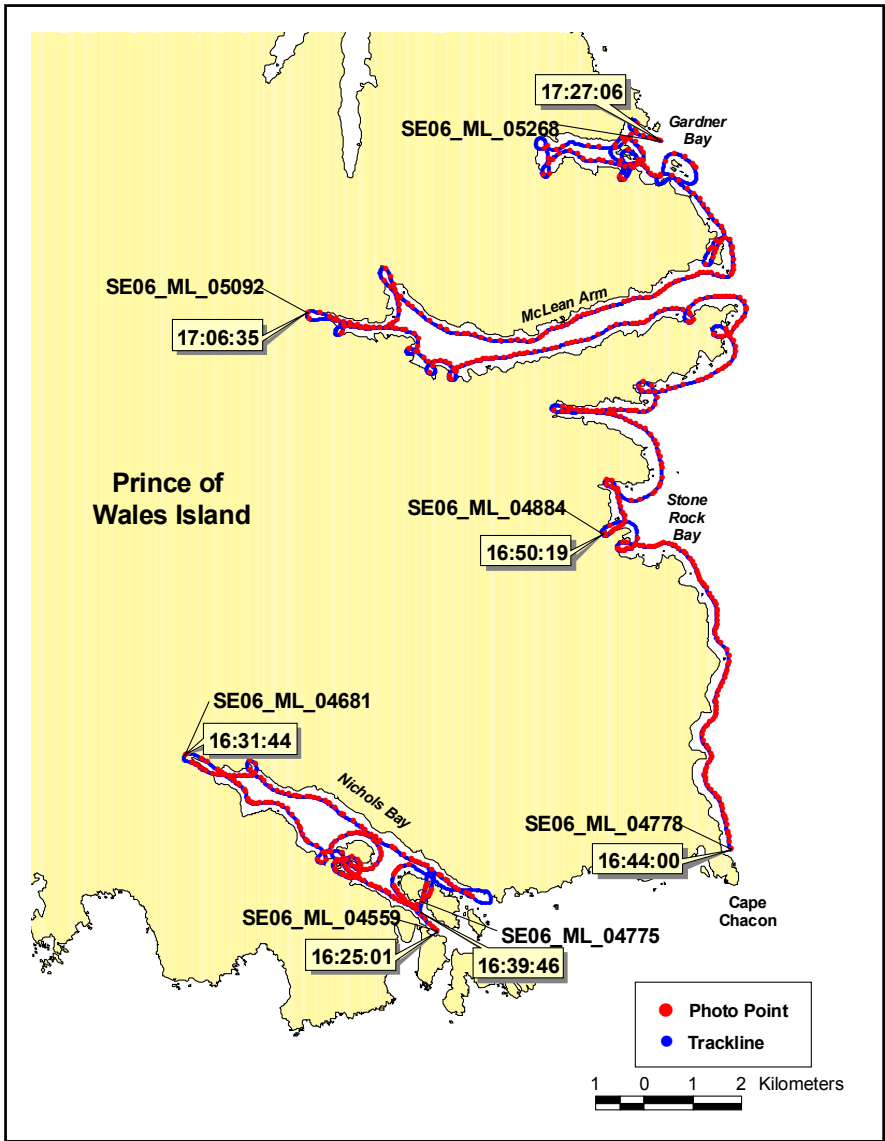 17:27:06
Gardner
Bay
SE06_ML_05268
SE06_ML_05092
McLean Arm
17:06:35
Prince of
Wales Island
SE06_ML_04884
Stone
Rock
Bay
16:50:19
SE06_ML_04681
16:31:44
Nichols Bay
SE06_ML_04778
16:44:00
Cape
Chacon
SE06_ML_04559
SE06_ML_04775
16:25:01
16:39:46
Photo Point
Trackline
1 0 1 2 Kilometers